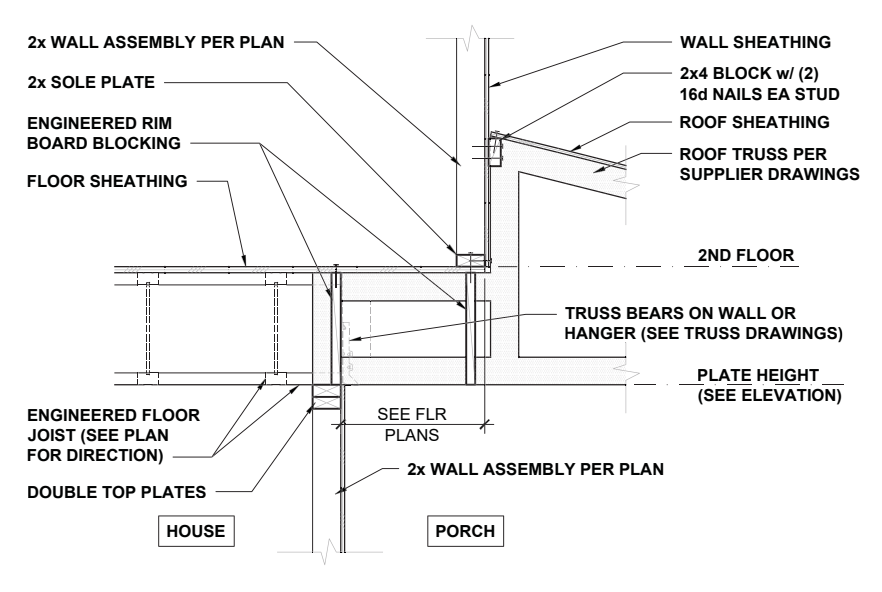 2x WALL ASSEMBLY PER PLAN
2x SOLE PLATE
ENGINEERED RIM
BOARD BLOCKING
FLOOR SHEATHING
WALL SHEATHING
2x4 BLOCK w/ (2)
16d NAILS EA STUD
ROOF SHEATHING
ROOF TRUSS PER
SUPPLIER DRAWINGS
2ND FLOOR
TRUSS BEARS ON WALL OR
HANGER (SEE TRUSS DRAWINGS)
PLATE HEIGHT
(SEE ELEVATION)
ENGINEERED FLOOR
JOIST (SEE PLAN
FOR DIRECTION)
DOUBLE TOP PLATES
SEE FLR
PLANS
2x WALL ASSEMBLY PER PLAN
HOUSE
PORCH